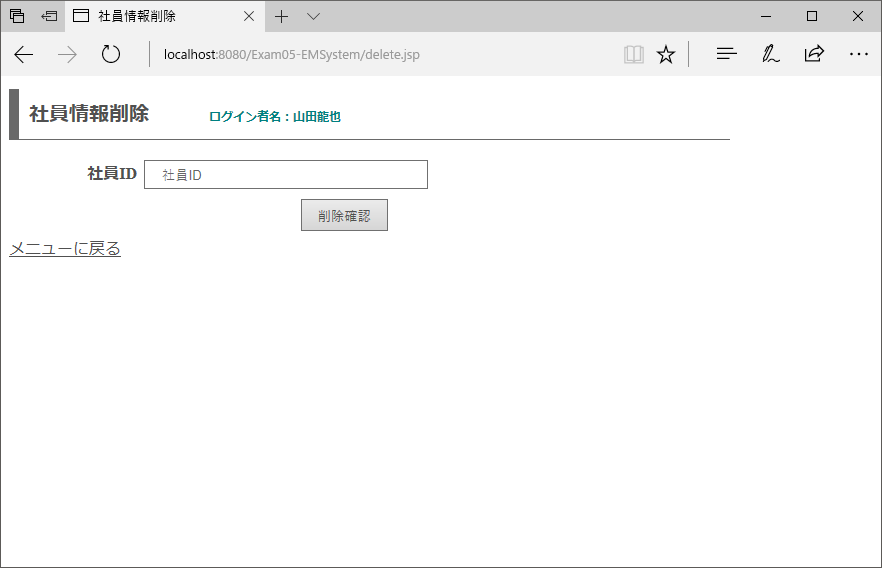 社員情報削除
localhost:8080/Exam05-EMSystem/delete.jsp
社員情報削除 ログイン者名：山田龍也
社員ID 社員ID
削除確認
メニューに戻る